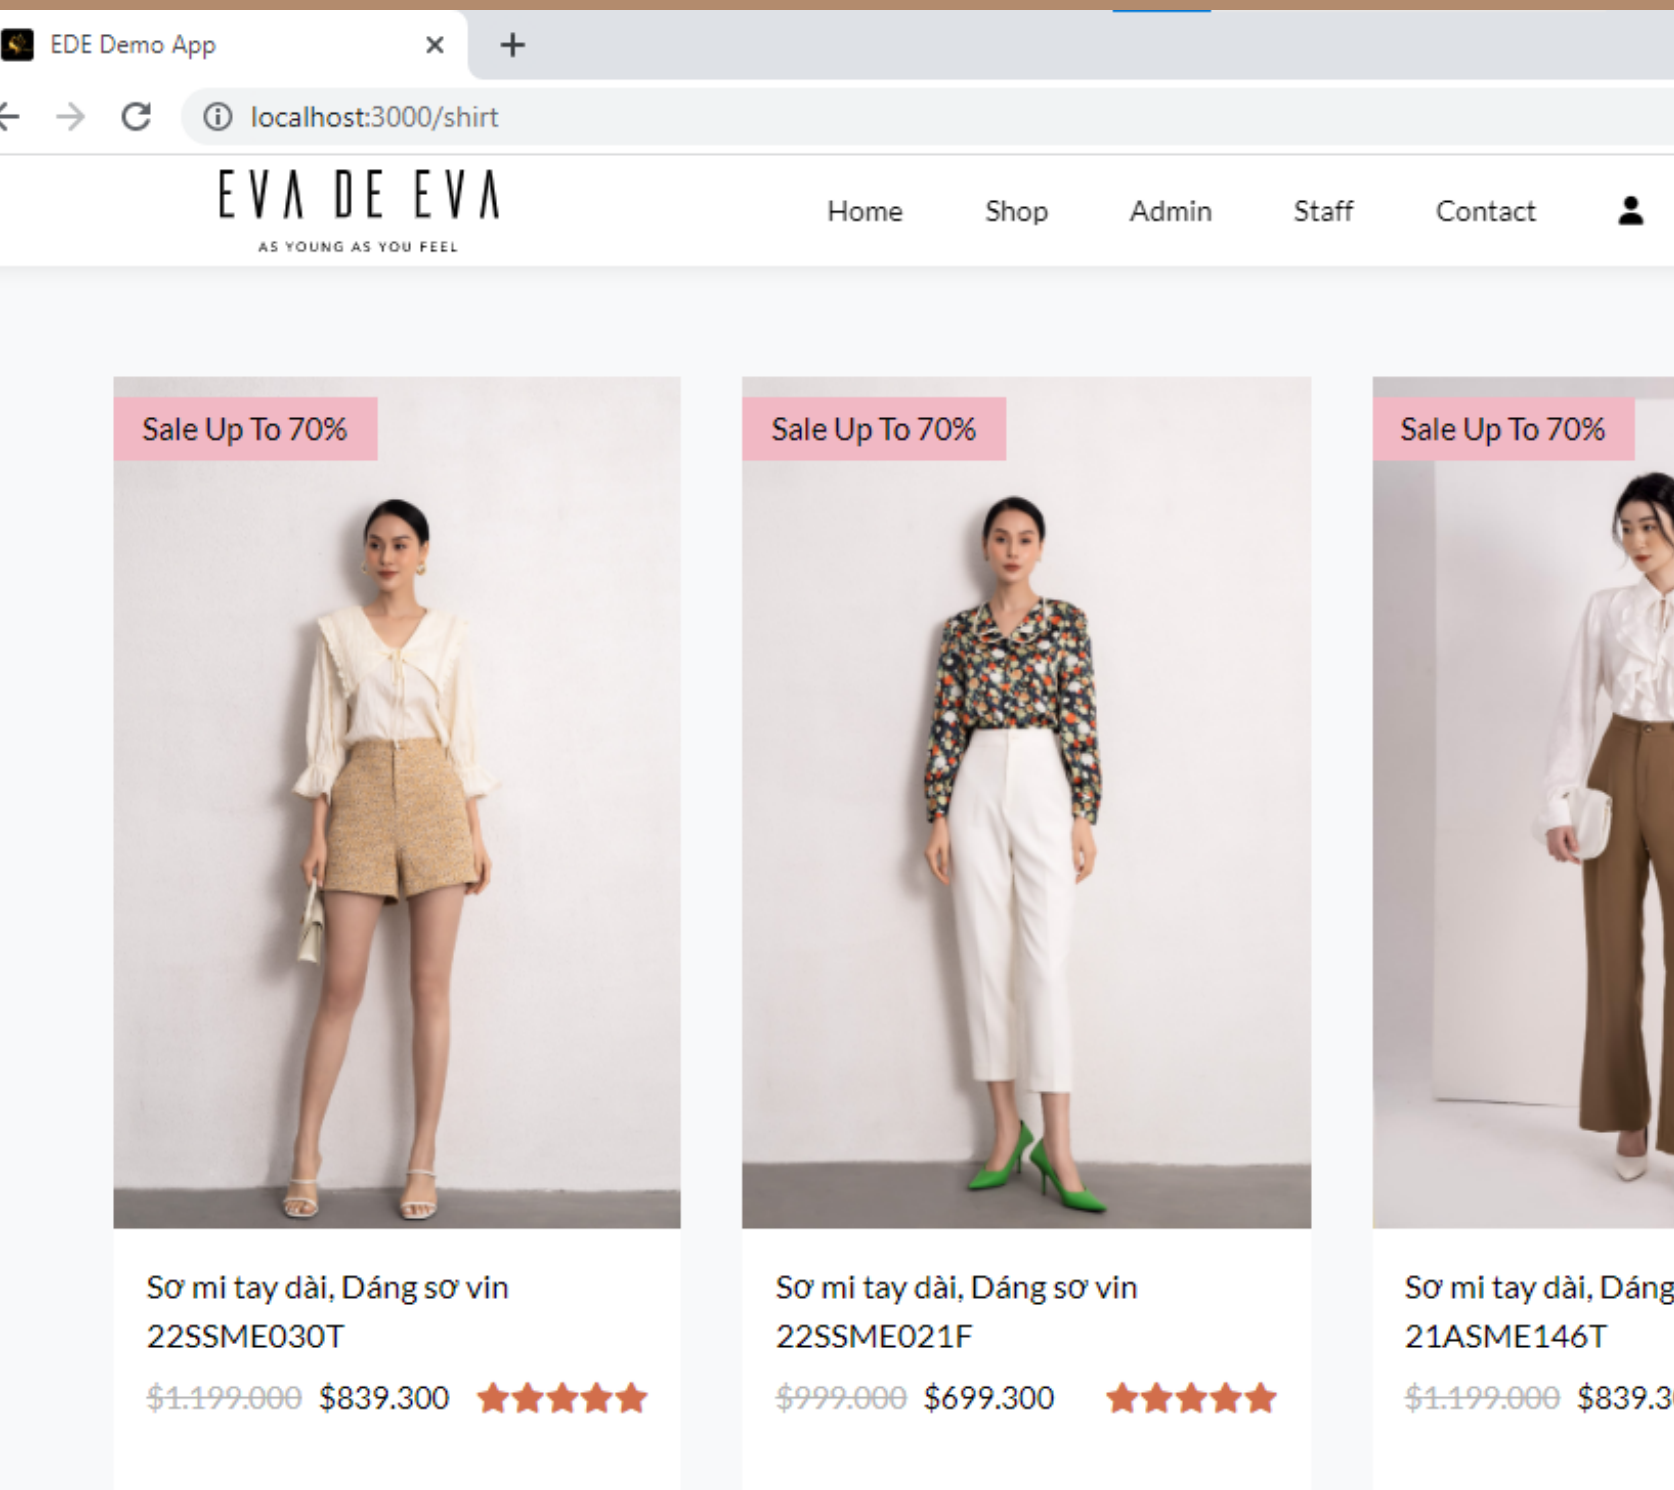 EDE Demo App
localhost:3000/shirt
EVA DE EVA
AS YOUNG AS YOU FEEL
Home Shop Admin Staff Contact
Sale Up To 70% Sale Up To 70% Sale Up To 70%
Sơ mi tay dài, Dáng sơ vin
22SSME030T
$1.199.000 $839.300
Sơ mi tay dài, Dáng sơ vin
22SSME021F
$999.000 $699.300
Sơ mi tay dài, Dáng
21ASME146T
$1.199.000 $839.3